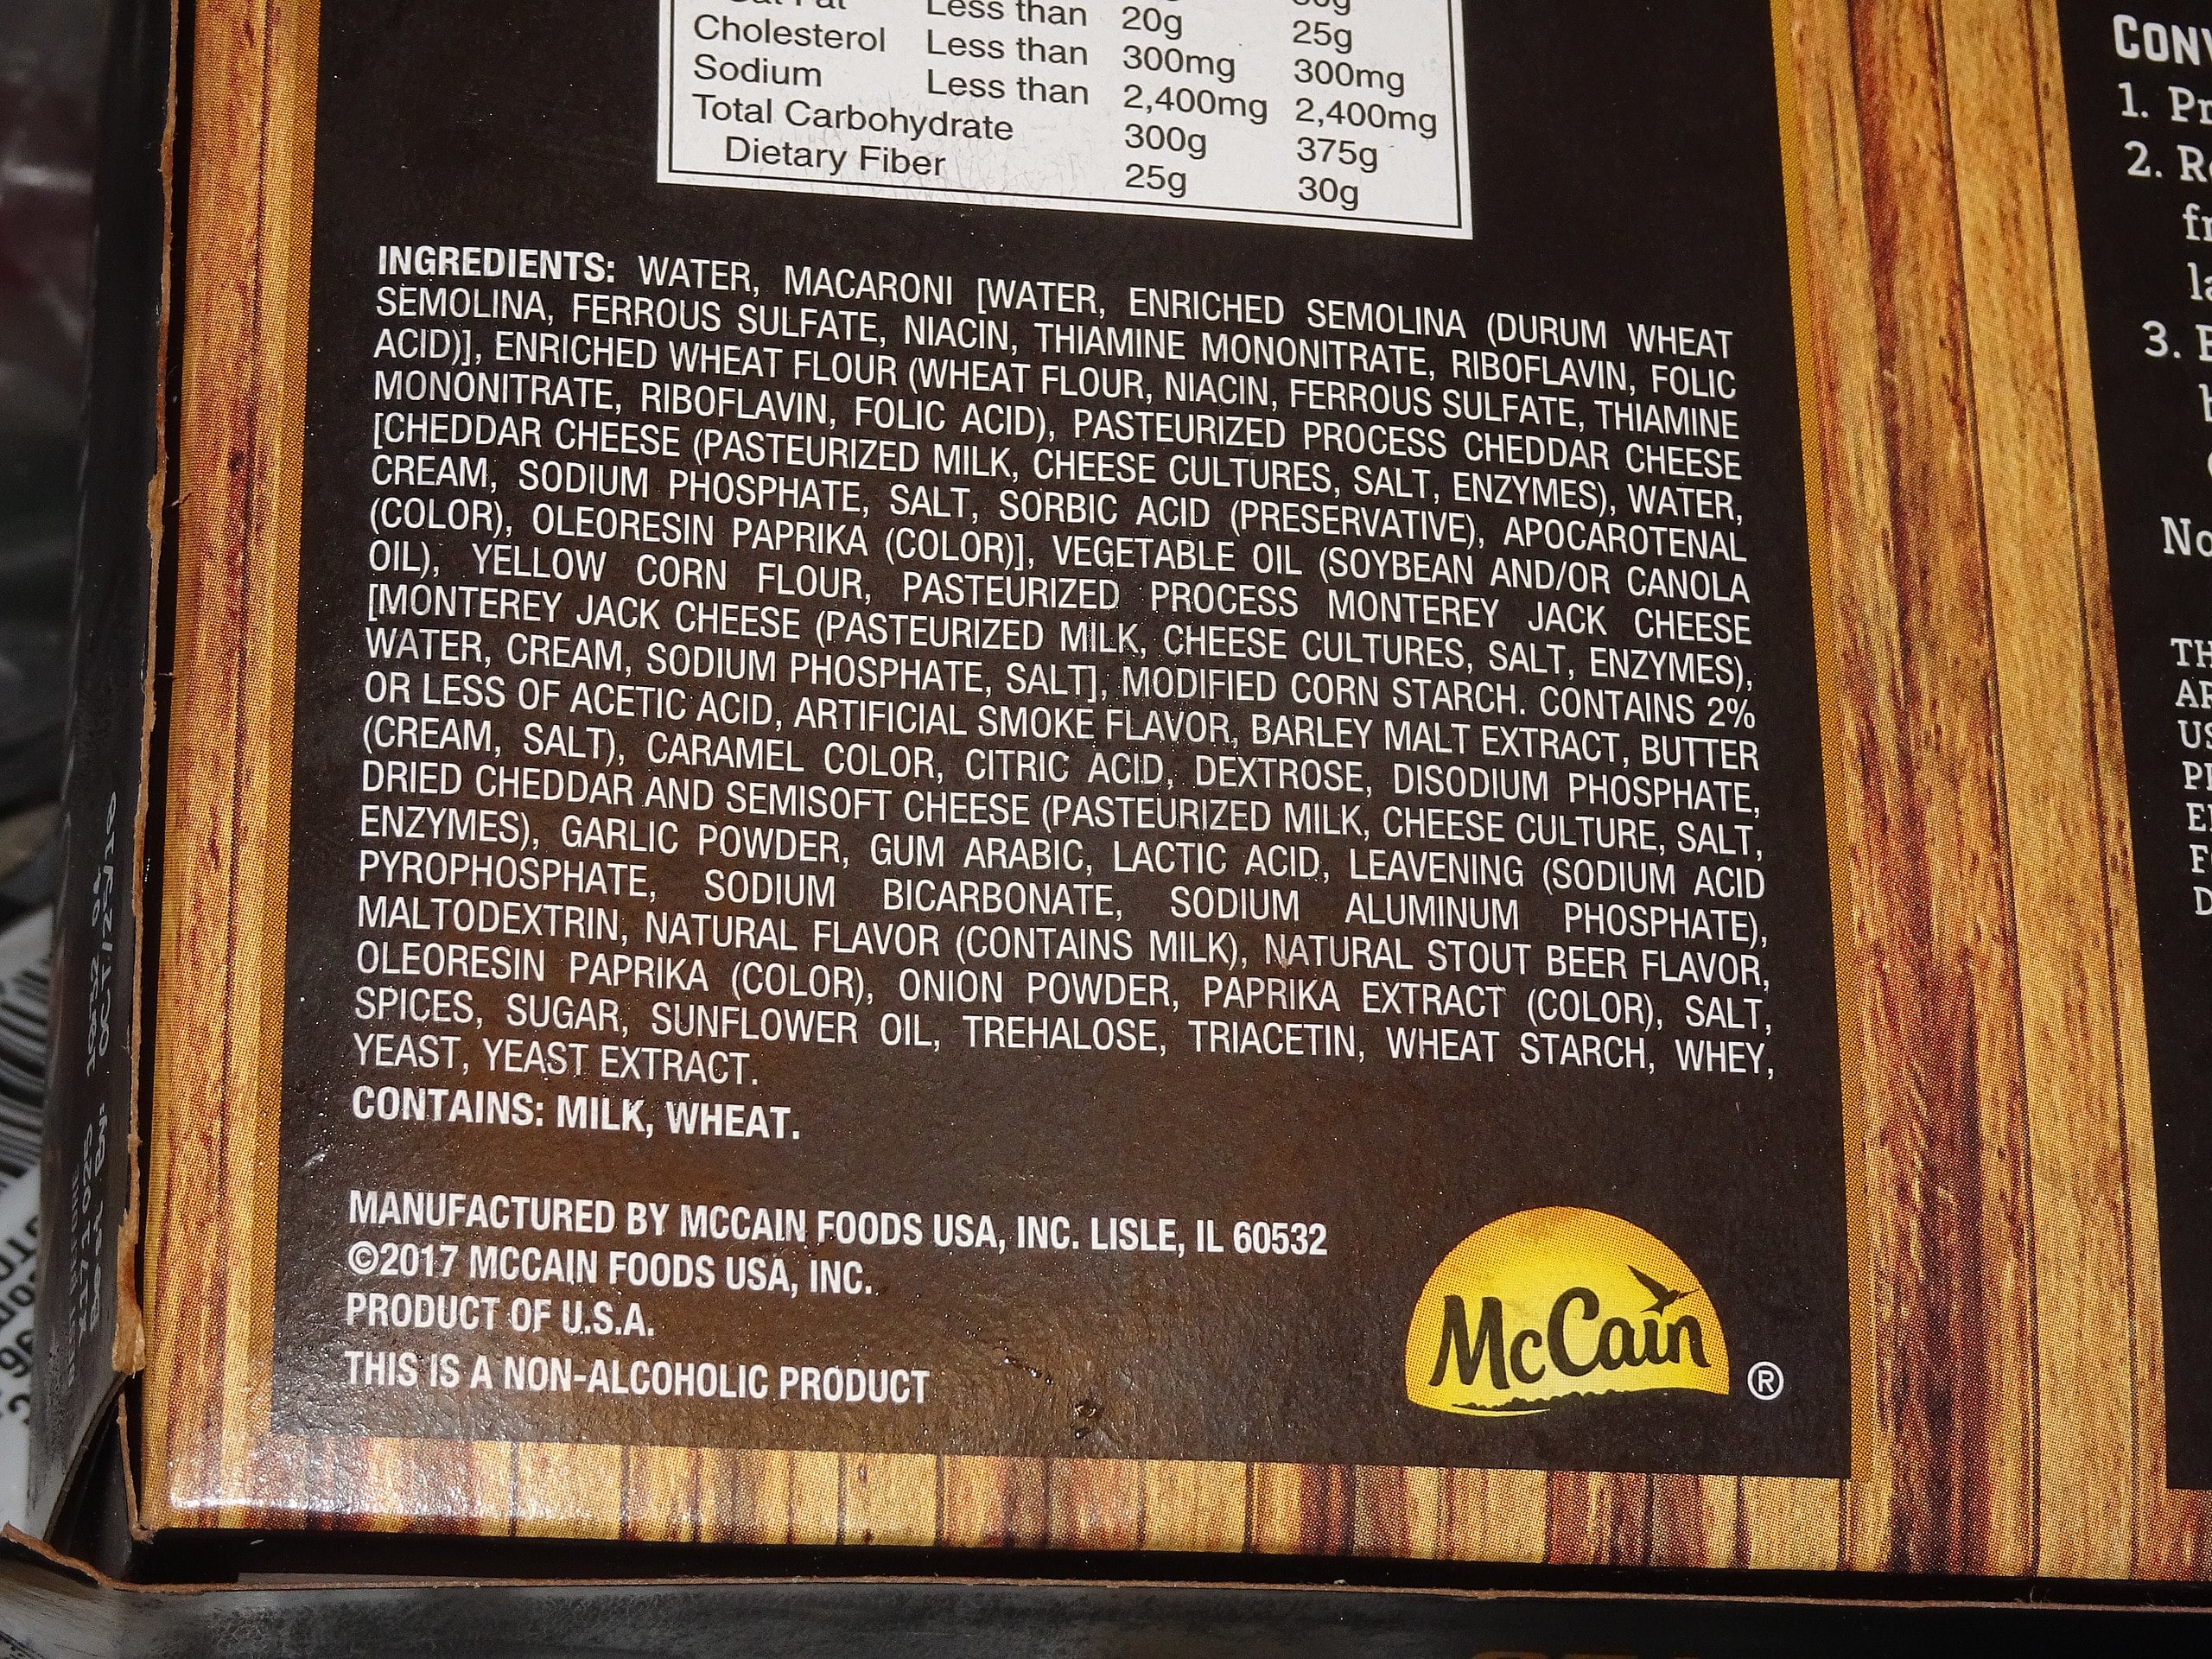 Less than 20g 25g
Cholesterol Less than 300mg 300mg
Sodium Less than 2,400mg 2,400mg
Total Carbohydrate 300g 375g
Dietary Fiber 25g 30g
INGREDIENTS: WATER, MACARONI [WATER, ENRICHED SEMOLINA (DURUM WHEAT
SEMOLINA, FERROUS SULFATE, NIACIN, THIAMINE MONONITRATE, RIBOFLAVIN, FOLIC
ACID)], ENRICHED WHEAT FLOUR (WHEAT FLOUR, NIACIN, FERROUS SULFATE, THIAMINE
MONONITRATE, RIBOFLAVIN, FOLIC ACID), PASTEURIZED PROCESS CHEDDAR CHEESE
[CHEDDAR CHEESE (PASTEURIZED MILK, CHEESE CULTURES, SALT, ENZYMES), WATER,
CREAM, SODIUM PHOSPHATE, SALT, SORBIC ACID (PRESERVATIVE), APOCAROTENAL
(COLOR), OLEORESIN PAPRIKA (COLOR)], VEGETABLE OIL (SOYBEAN AND/OR CANOLA
OIL), YELLOW CORN FLOUR, PASTEURIZED PROCESS MONTEREY JACK CHEESE
[MONTEREY JACK CHEESE (PASTEURIZED MILK, CHEESE CULTURES, SALT, ENZYMES),
WATER, CREAM, SODIUM PHOSPHATE, SALT], MODIFIED CORN STARCH. CONTAINS 2%
OR LESS OF ACETIC ACID, ARTIFICIAL SMOKE FLAVOR, BARLEY MALT EXTRACT, BUTTER
(CREAM, SALT), CARAMEL COLOR, CITRIC ACID, DEXTROSE, DISODIUM PHOSPHATE,
DRIED CHEDDAR AND SEMISOFT CHEESE (PASTEURIZED MILK, CHEESE CULTURE, SALT,
ENZYMES), GARLIC POWDER, GUM ARABIC, LACTIC ACID, LEAVENING (SODIUM ACID
PYROPHOSPHATE, SODIUM BICARBONATE, SODIUM ALUMINUM PHOSPHATE),
MALTODEXTRIN, NATURAL FLAVOR (CONTAINS MILK), NATURAL STOUT BEER FLAVOR,
OLEORESIN PAPRIKA (COLOR), ONION POWDER, PAPRIKA EXTRACT (COLOR), SALT,
SPICES, SUGAR, SUNFLOWER OIL, TREHALOSE, TRIACETIN, WHEAT STARCH, WHEY,
YEAST, YEAST EXTRACT.
CONTAINS: MILK, WHEAT.
MANUFACTURED BY MCCAIN FOODS USA, INC. LISLE, IL 60532
©2017 MCCAIN FOODS USA, INC.
PRODUCT OF U.S.A.
THIS IS A NON-ALCOHOLIC PRODUCT
McCain ®
1.
2.
3.